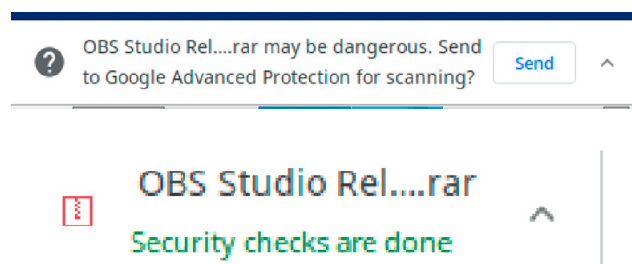 OBS Studio Rel....rar may be dangerous. Send
to Google Advanced Protection for scanning?
Send
OBS Studio Rel....rar
Security checks are done